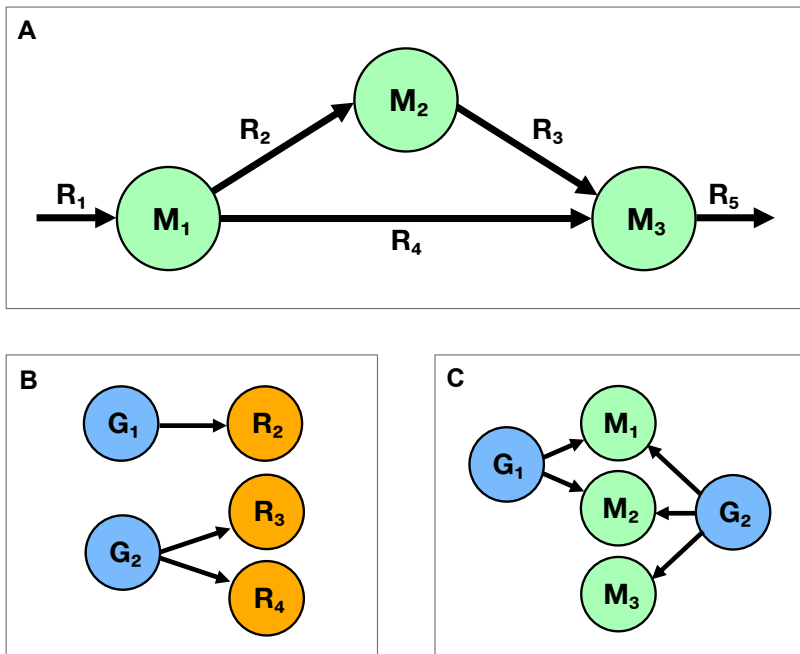 A
M₂
R₂
R₃
R₁
M₁
R₄
M₃
R₅
B
G₁
R₂
G₂
R₃
R₄
C
M₁
G₁
M₂
G₂
M₃